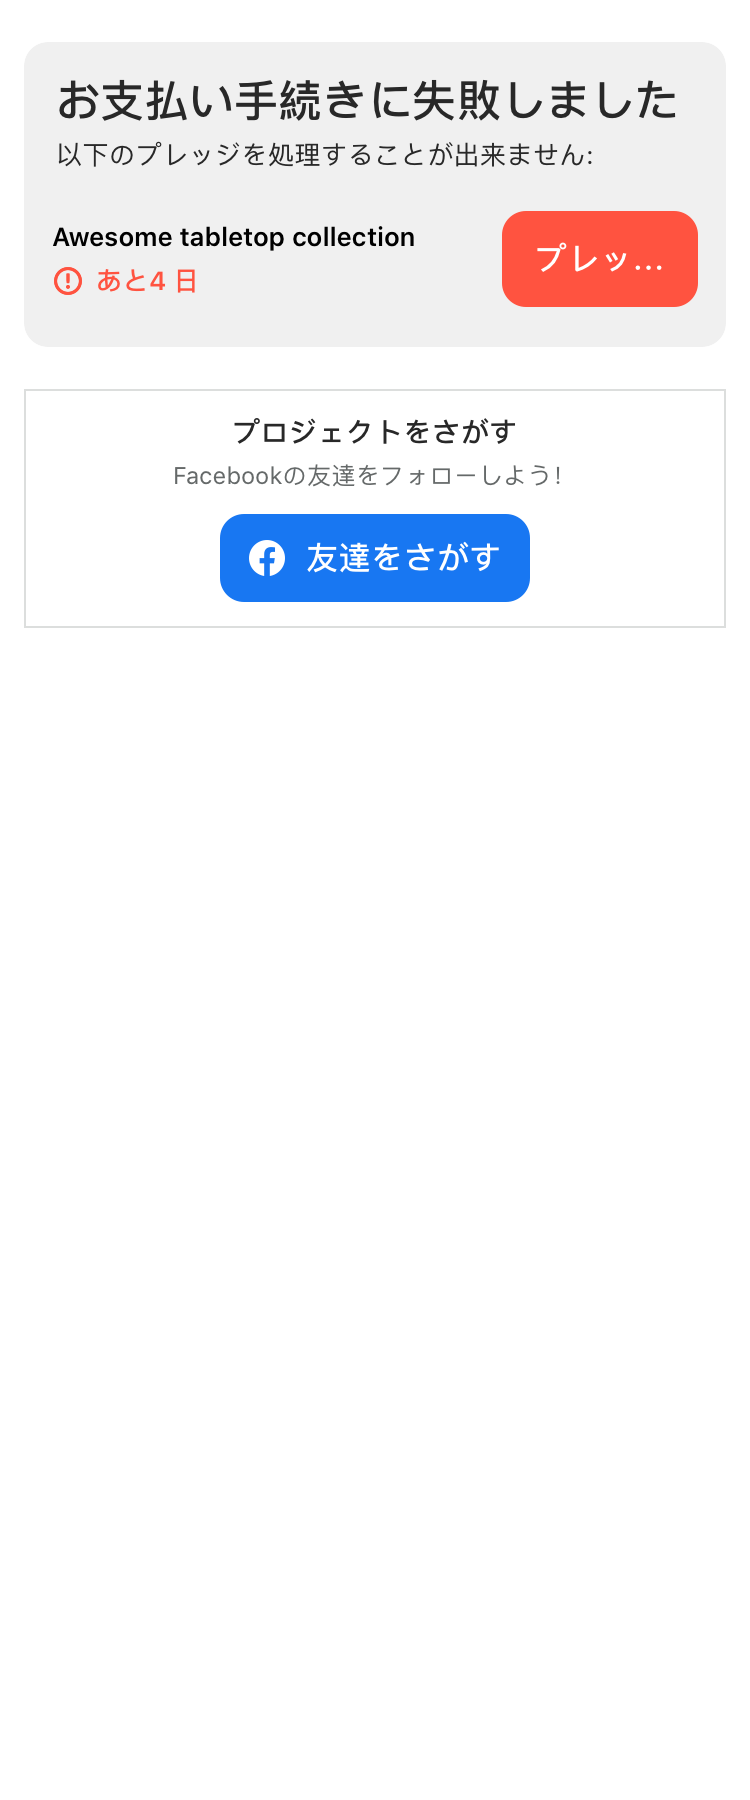 お支払い手続きに失敗しました
以下のプレッジを処理することが出来ません:
Awesome tabletop collection
プレッ...
あと4 日
プロジェクトをさがす
Facebookの友達をフォローしよう!
友達をさがす